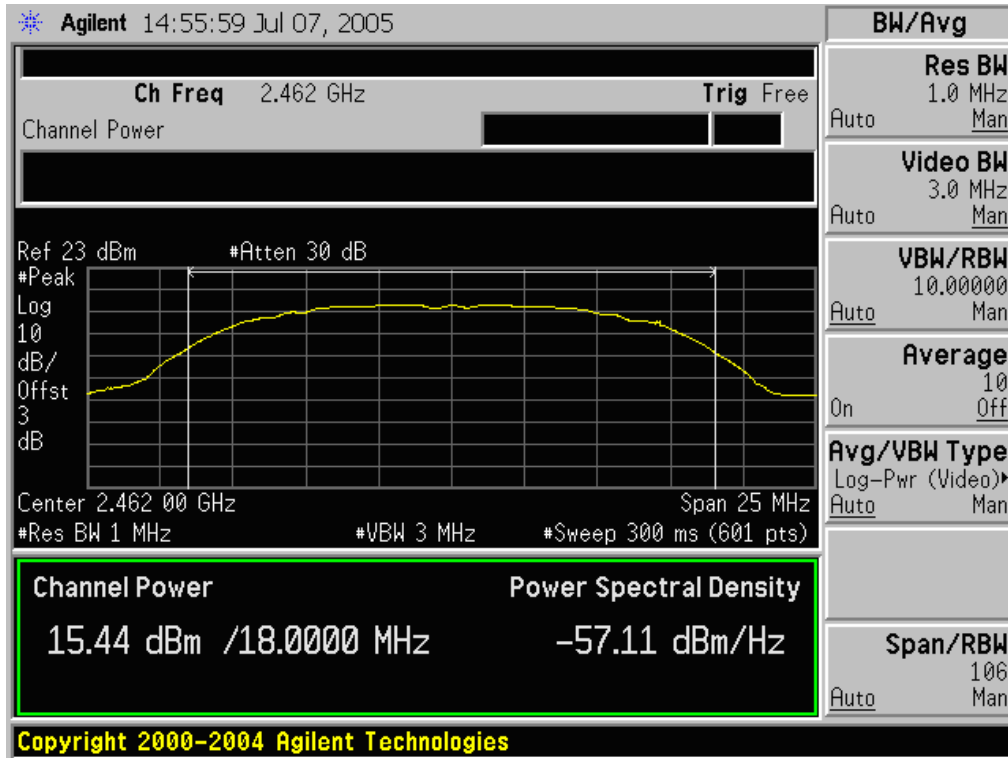 Agilent 14:55:59 Jul 07, 2005
BW/Avg
Ch Freq 2.462 GHz Trig Free
Channel Power
Ref 23 dBm #Atten 30 dB
#Peak
Log
10
dB/
Offst
3
dB
Center 2.462 00 GHz Span 25 MHz
#Res BW 1 MHz #VBW 3 MHz #Sweep 300 ms (601 pts)
Channel Power Power Spectral Density
15.44 dBm /18.0000 MHz -57.11 dBm/Hz
Copyright 2000-2004 Agilent Technologies
Res BW
1.0 MHz
Auto Man
Video BW
3.0 MHz
Auto Man
VBW/RBW
10.00000
Auto Man
Average
10
On Off
Avg/VBW Type
Log-Pwr (Video)
Auto Man
Span/RBW
106
Auto Man